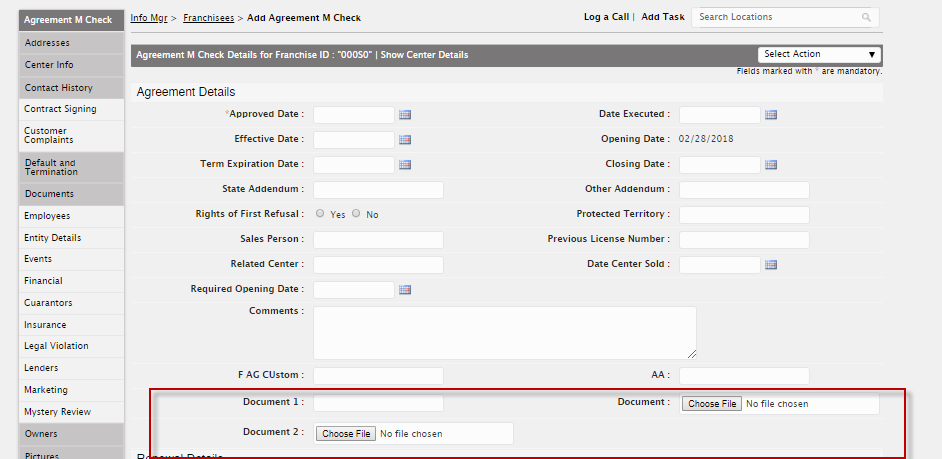 Agreement M Check
Addresses
Center Info
Contact History
Contract Signing
Customer
Complaints
Default and
Termination
Documents
Employees
Entity Details
Events
Financial
Guarantors
Insurance
Legal Violation
Lenders
Marketing
Mystery Review
Owners
Pictures
Info Mgr > Franchisees > Add Agreement M Check
Log a Call | Add Task Search Locations
Agreement M Check Details for Franchise ID : "000S0" | Show Center Details Select Action
Fields marked with * are mandatory.
Agreement Details
*Approved Date : Date Executed :
Effective Date : Opening Date : 02/28/2018
Term Expiration Date : Closing Date :
State Addendum : Other Addendum :
Rights of First Refusal : Yes No Protected Territory :
Sales Person : Previous License Number :
Related Center : Date Center Sold :
Required Opening Date :
Comments :
F AG CUstom : AA :
Document 1 : Document : Choose File No file chosen
Document 2 : Choose File No file chosen
Renewal Details